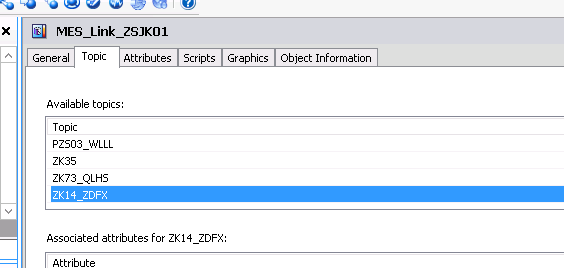 MES_Link_ZSJK01
General Topic Attributes Scripts Graphics Object Information
Available topics:
Topic
PZS03_WLLL
ZK35
ZK73_QLHS
ZK14_ZDFX
Associated attributes for ZK14_ZDFX:
Attribute